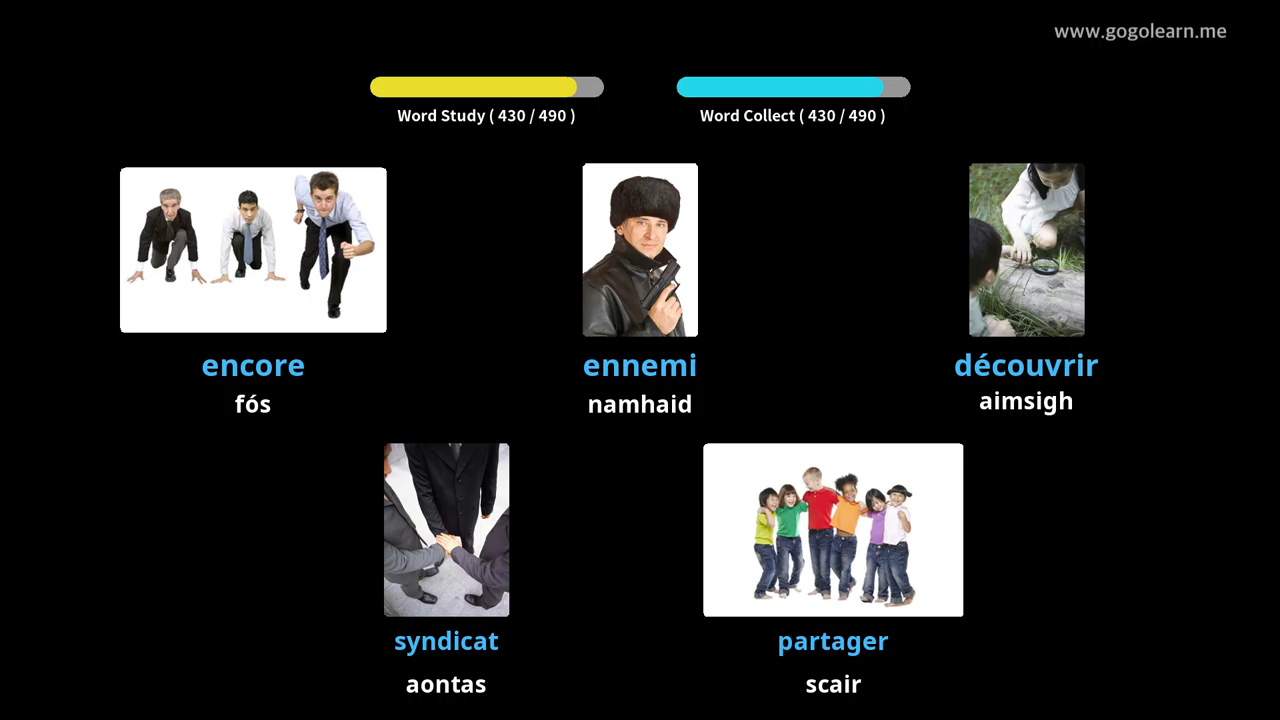 www.gogolearn.me
Word Study ( 430 / 490 )
Word Collect ( 430 / 490 )
encore
fós
ennemi
namhaid
découvrir
aimsigh
syndicat
aontas
partager
scair